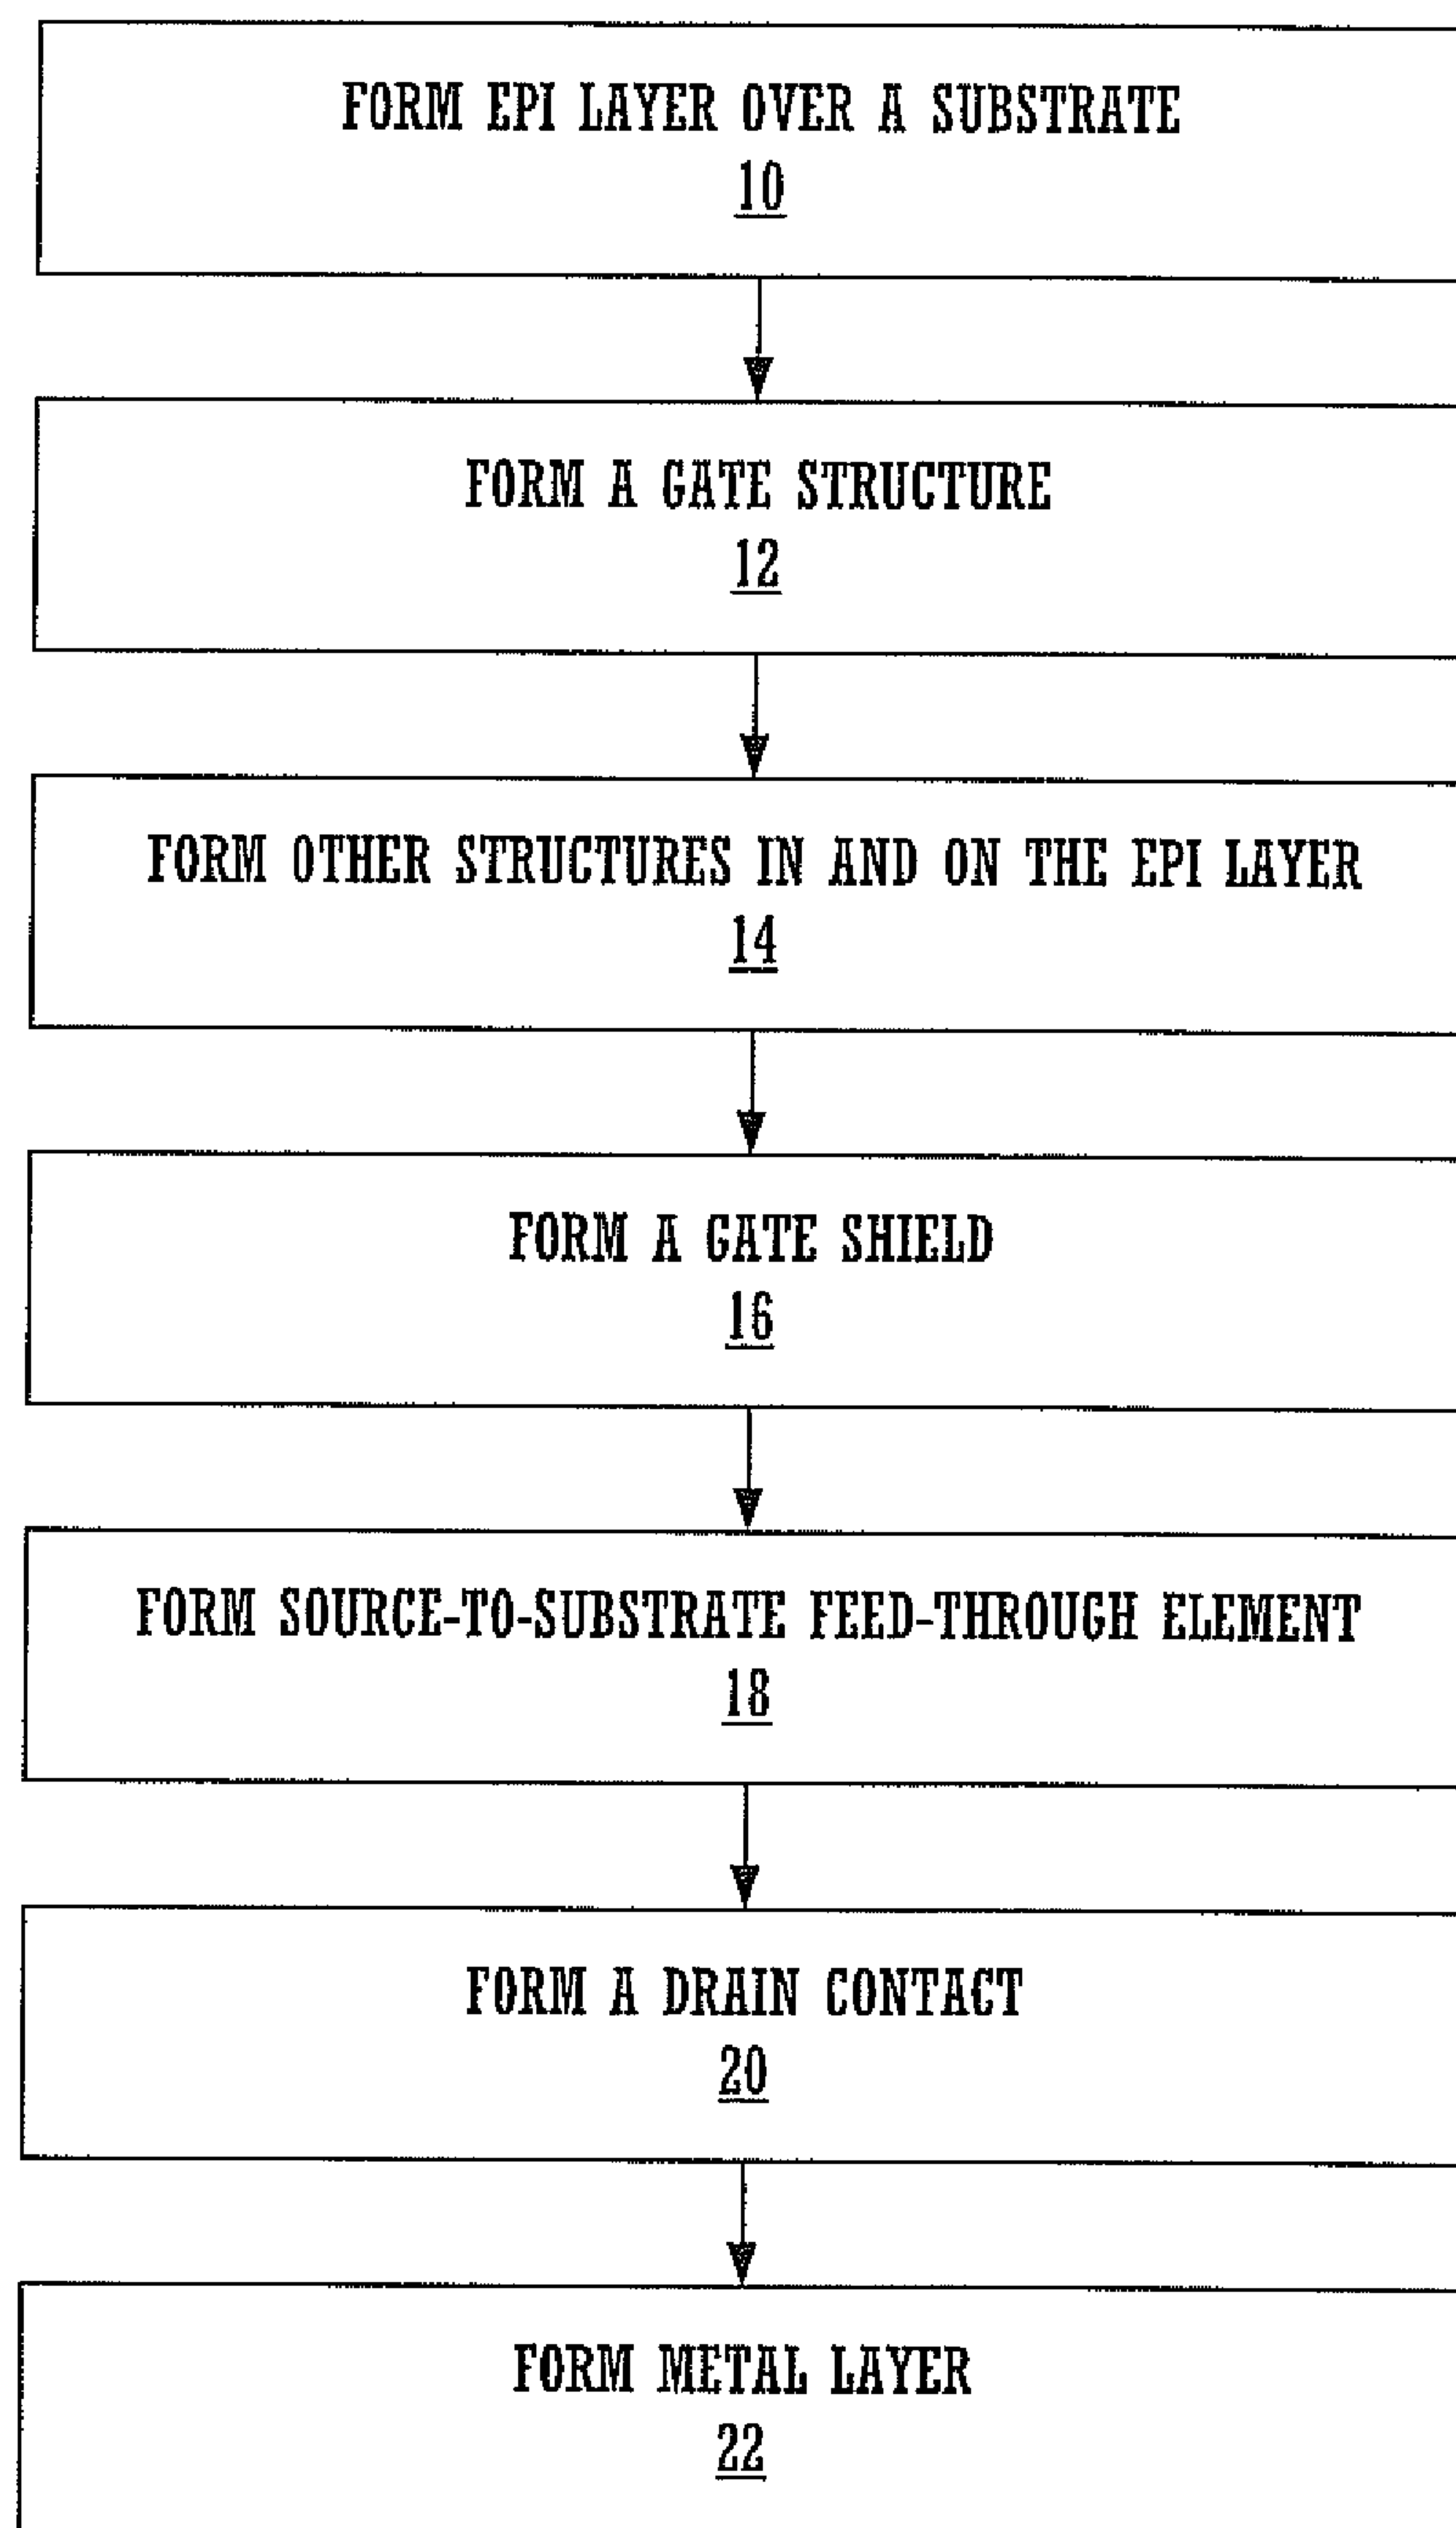 FORM EPI LAYER OVER A SUBSTRATE
10
FORM A GATE STRUCTURE
12
FORM OTHER STRUCTURES IN AND ON THE EPI LAYER
14
FORM A GATE SHIELD
16
FORM SOURCE-TO-SUBSTRATE FEED-THROUGH ELEMENT
18
FORM A DRAIN CONTACT
20
FORM METAL LAYER
22